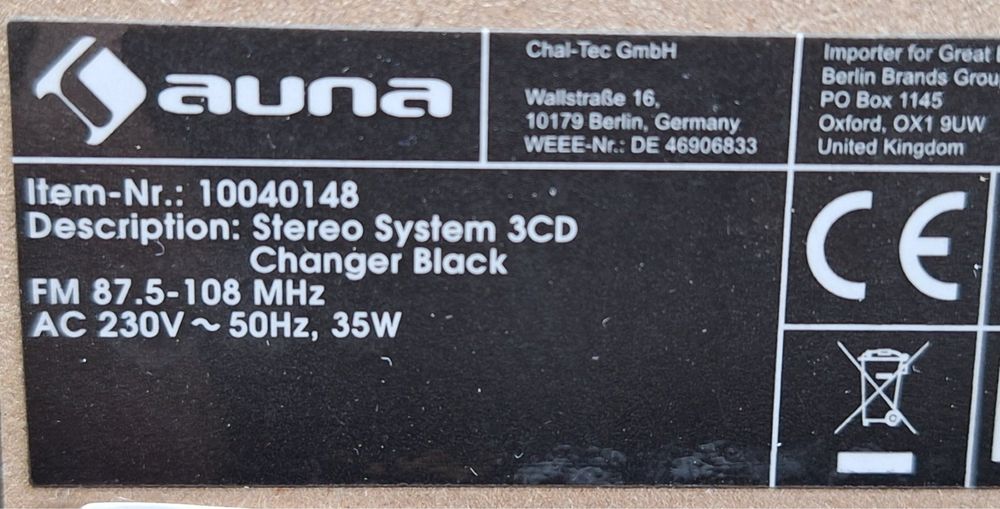 auna
Chal-Tec GmbH
Wallstraße 16,
10179 Berlin, Germany
WEEE-Nr.: DE 46906833
Importer for Great
Berlin Brands
PO Box 1145
Oxford, OX1 9UW
United Kingdom
Item-Nr.: 10040148
Description: Stereo System 3CD
Changer Black
FM 87.5-108 MHz
AC 230V ~ 50Hz, 35W
CE